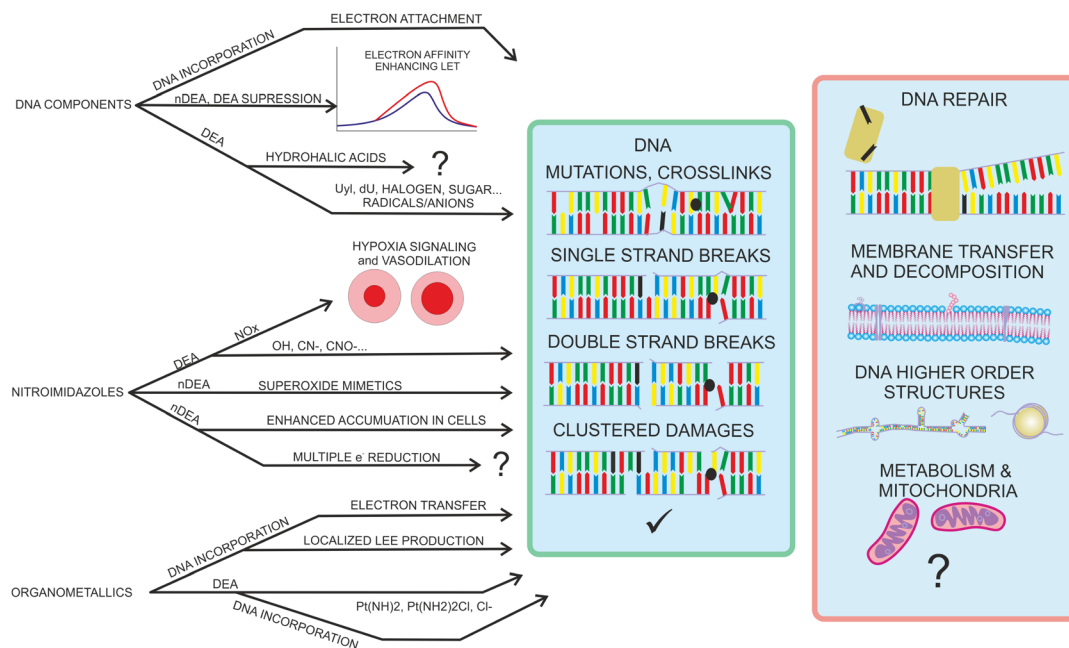 ELECTRON ATTACHMENT
DNA INCORPORATION
ELECTRON AFFINITY
ENHANCING LET
DNA COMPONENTS
nDEA, DEA SUPRESSION
DEA
HYDROHALIC ACIDS
?
Uyl, dU, HALOGEN, SUGAR...
RADICALS/ANIONS
HYPOXIA SIGNALING
and VASODILATION
NOx
DEA
OH, CN-, CNO-...
NITROIMIDAZOLES
nDEA
SUPEROXIDE MIMETICS
nDEA
ENHANCED ACCUMUATION IN CELLS
MULTIPLE e- REDUCTION
?
ELECTRON TRANSFER
DNA INCORPORATION
LOCALIZED LEE PRODUCTION
ORGANOMETALLICS
DEA
Pt(NH)2, Pt(NH2)2Cl, Cl-
DNA INCORPORATION
DNA
MUTATIONS, CROSSLINKS
SINGLE STRAND BREAKS
DOUBLE STRAND BREAKS
CLUSTERED DAMAGES
✓
DNA REPAIR
MEMBRANE TRANSFER
AND DECOMPOSITION
DNA HIGHER ORDER
STRUCTURES
METABOLISM &
MITOCHONDRIA
?